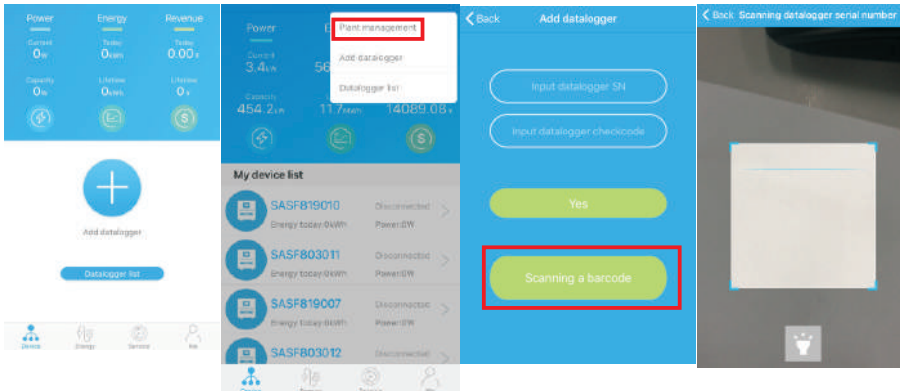 Power Energy Revenue
Current Today Today
0w 0kWh 0.00
Capacity Lifetime Lifetime
0w 0kWh 0
Add datalogger
Datalogger list
Device Energy Service Me
Power
Plant management
Add datalogger
Datalogger list
Current
3.4kW 56
Capacity
454.2kW 11.7MWh 14089.08
My device list
SASF819010 Disconnected
Energy today:0kWh Power:0W
SASF803011 Disconnected
Energy today:0kWh Power:0W
SASF819007 Disconnected
Energy today:0kWh Power:0W
SASF803012 Disconnected
Back Add datalogger
Input datalogger SN
Input datalogger checkcode
Yes
Scanning a barcode
Back Scanning datalogger serial number